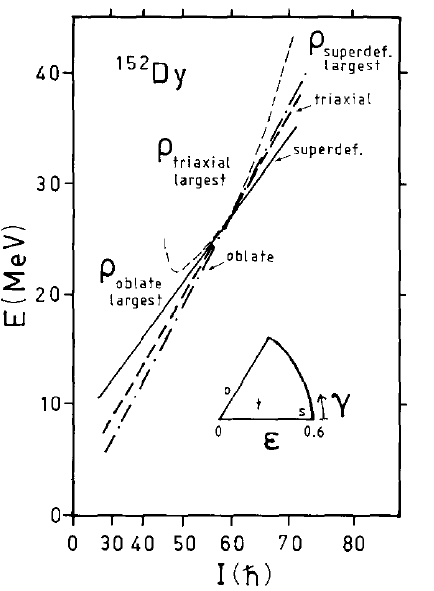 40
30
20
10
0
E(MeV)
¹⁵²Dy
ρ superdef.
largest
triaxial
superdef.
ρ triaxial
largest
ρ oblate
largest
oblate
o
t
s
γ
0
ε
0.6
0 30 40 50 60 70 80
I(ħ)